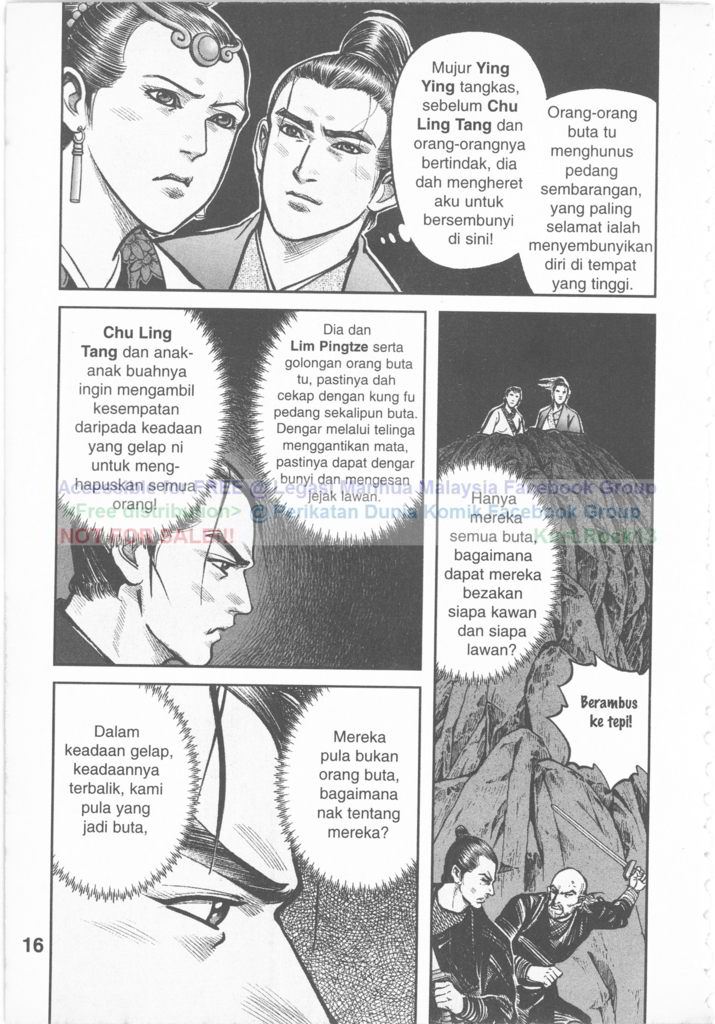 Mujur Ying
Ying tangkas,
sebelum Chu
Ling Tang dan
orang-orangnya
bertindak, dia
dah mengheret
aku untuk
bersembunyi
di sini!
Orang-orang
buta tu
menghunus
pedang
sembarangan,
yang paling
selamat ialah
menyembunyikan
diri di tempat
yang tinggi.
Chu Ling
Tang dan anak-
anak buahnya
ingin mengambil
kesempatan
daripada keadaan
yang gelap ni
untuk meng-
hapuskan semua
orang!
Dia dan
Lim Pingtze serta
golongan orang buta
tu, pastinya dah
cekap dengan kung fu
pedang sekalipun buta.
Dengar melalui telinga
menggantikan mata,
pastinya dapat dengar
bunyi dan mengesan
jejak lawan.
Hanya
mereka
semua buta,
bagaimana
dapat mereka
bezakan
siapa kawan
dan siapa
lawan?
Berambus
ke tepi!
Dalam
keadaan gelap,
keadaannya
terbalik, kami
pula yang
jadi buta,
Mereka
pula bukan
orang buta,
bagaimana
nak tentang
mereka?
Accessible for FREE @ Legasi Manhua Malaysia Facebook Group
<Free distribution> @ Perikatan Dunia Komik Facebook Group
NOT FOR SALE!!!
16